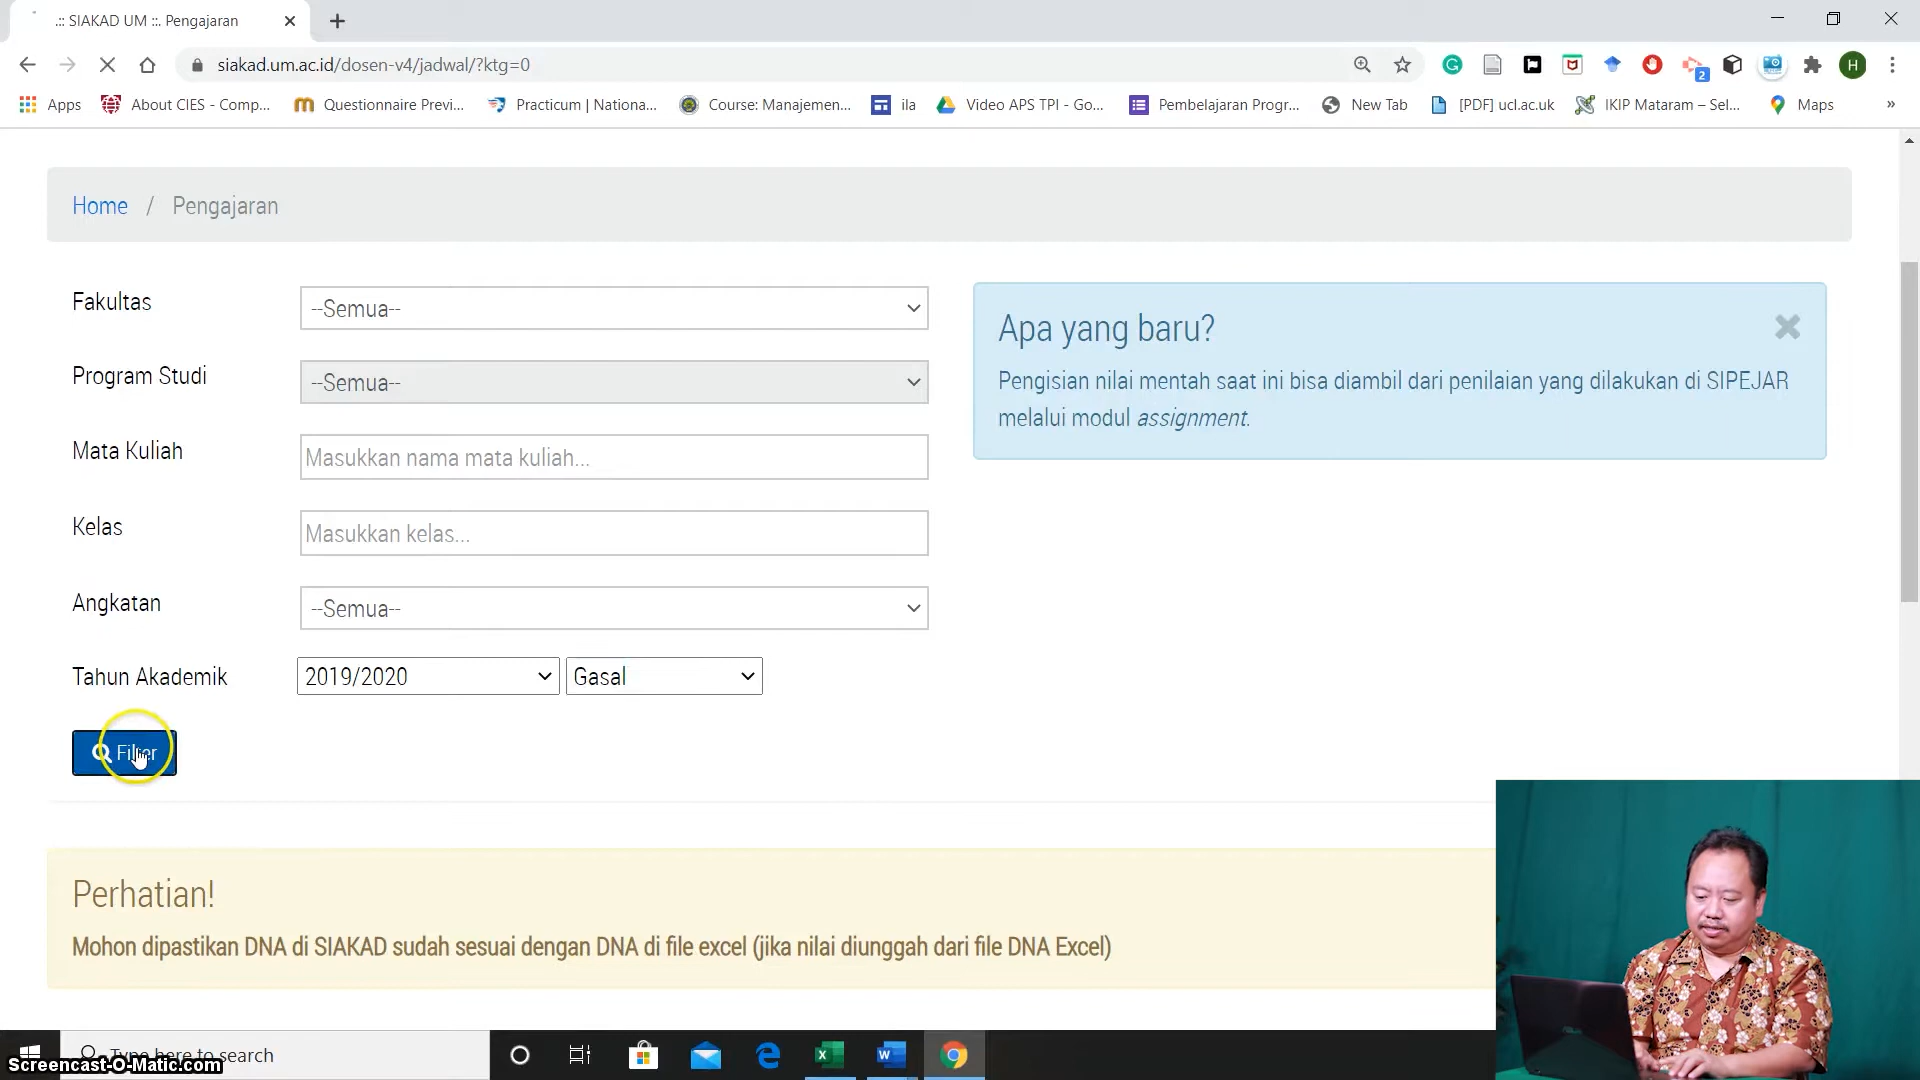 .:: SIAKAD UM ::. Pengajaran
siakad.um.ac.id/dosen-v4/jadwal/?ktg=0
2
H
Apps
About CIES - Comp...
Questionnaire Previ...
Practicum | Nationa...
Course: Manajemen...
ila
Video APS TPI - Go...
Pembelajaran Progr...
New Tab
[PDF] ucl.ac.uk
IKIP Mataram – Sel...
Maps
»
Home / Pengajaran
Fakultas
--Semua--
Program Studi
--Semua--
Mata Kuliah
Masukkan nama mata kuliah...
Kelas
Masukkan kelas...
Angkatan
--Semua--
Tahun Akademik
2019/2020
Gasal
Filter
Apa yang baru?
Pengisian nilai mentah saat ini bisa diambil dari penilaian yang dilakukan di SIPEJAR
melalui modul assignment.
Perhatian!
Mohon dipastikan DNA di SIAKAD sudah sesuai dengan DNA di file excel (jika nilai diunggah dari file DNA Excel)
Type here to search
Screencast-O-Matic.com